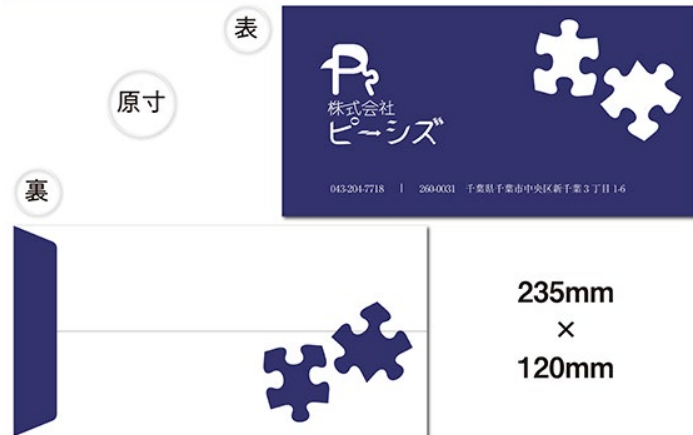 表
原寸
株式会社
ピーシズ
043-204-7718 | 260-0031 千葉県千葉市中央区新千葉3丁目1-6
裏
235mm
×
120mm